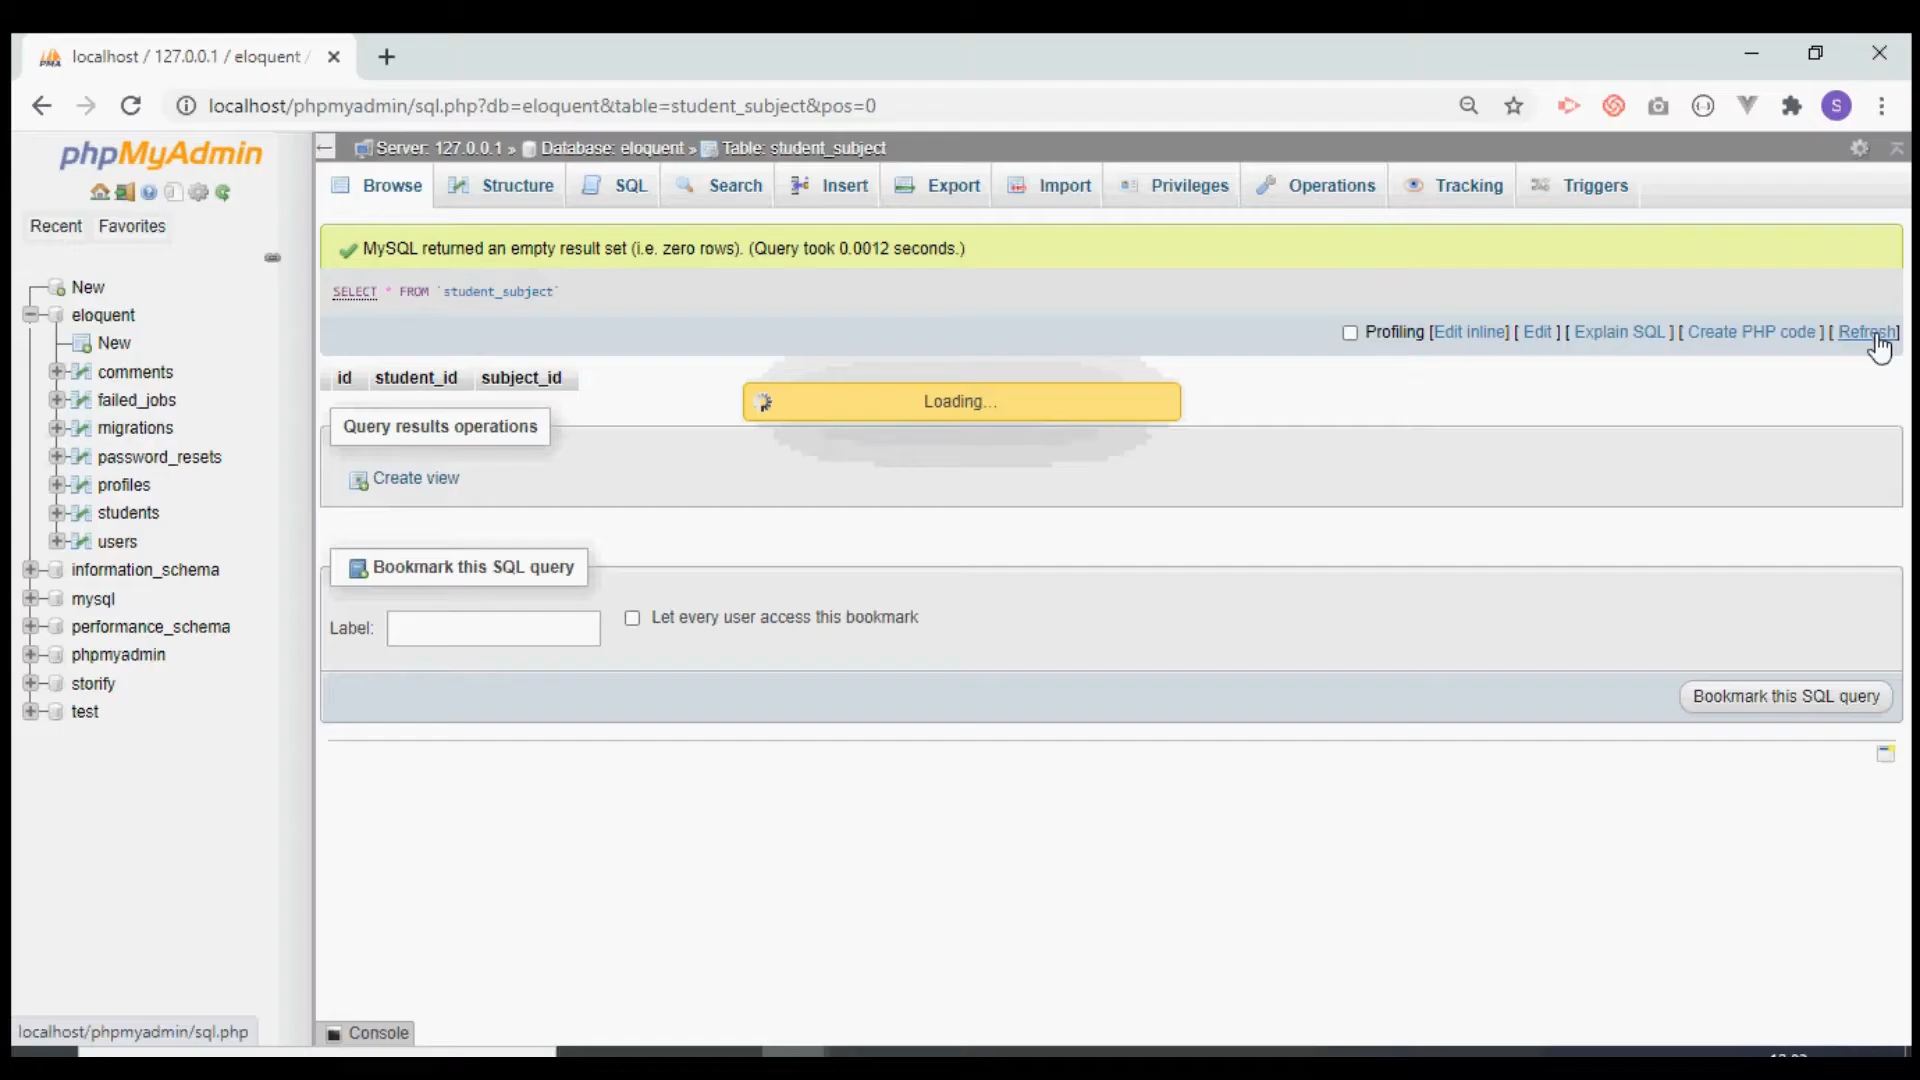 localhost / 127.0.0.1 / eloquent /
localhost/phpmyadmin/sql.php?db=eloquent&table=student_subject&pos=0
S
phpMyAdmin
Recent Favorites
New
eloquent
New
comments
failed_jobs
migrations
password_resets
profiles
students
users
information_schema
mysql
performance_schema
phpmyadmin
storify
test
localhost/phpmyadmin/sql.php
Server: 127.0.0.1 » Database: eloquent » Table: student_subject
Browse Structure SQL Search Insert Export Import Privileges Operations Tracking Triggers
MySQL returned an empty result set (i.e. zero rows). (Query took 0.0012 seconds.)
SELECT * FROM `student_subject`
Profiling [Edit inline] [ Edit ] [ Explain SQL ] [ Create PHP code ] [ Refresh]
id student_id subject_id
Loading…
Query results operations
Create view
Bookmark this SQL query
Label: Let every user access this bookmark
Bookmark this SQL query
Console